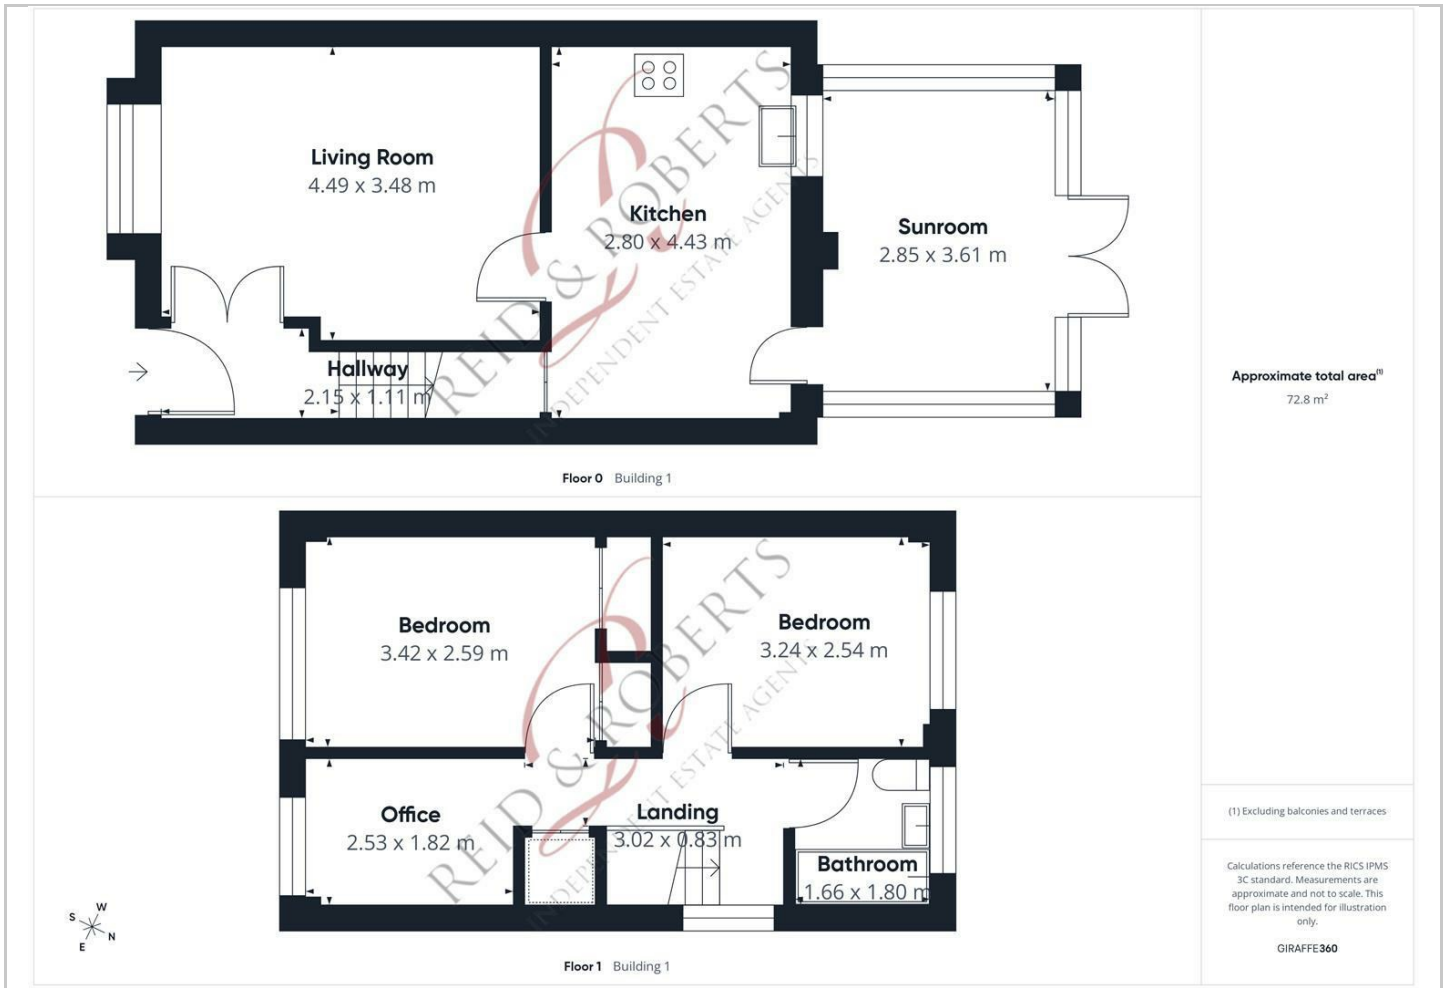 Living Room
4.49 x 3.48 m
Kitchen
2.80 x 4.43 m
Sunroom
2.85 x 3.61 m
Hallway
2.15 x 1.11 m
REID & ROBERTS
INDEPENDENT ESTATE AGENTS
Floor 0 Building 1
Approximate total area(1)
72.8 m²
Bedroom
3.42 x 2.59 m
Bedroom
3.24 x 2.54 m
Office
2.53 x 1.82 m
Landing
3.02 x 0.83 m
Bathroom
1.66 x 1.80 m
REID & ROBERTS
INDEPENDENT ESTATE AGENTS
S W
E N
Floor 1 Building 1
(1) Excluding balconies and terraces
Calculations reference the RICS IPMS
3C standard. Measurements are
approximate and not to scale. This
floor plan is intended for illustration
only.
GIRAFFE360